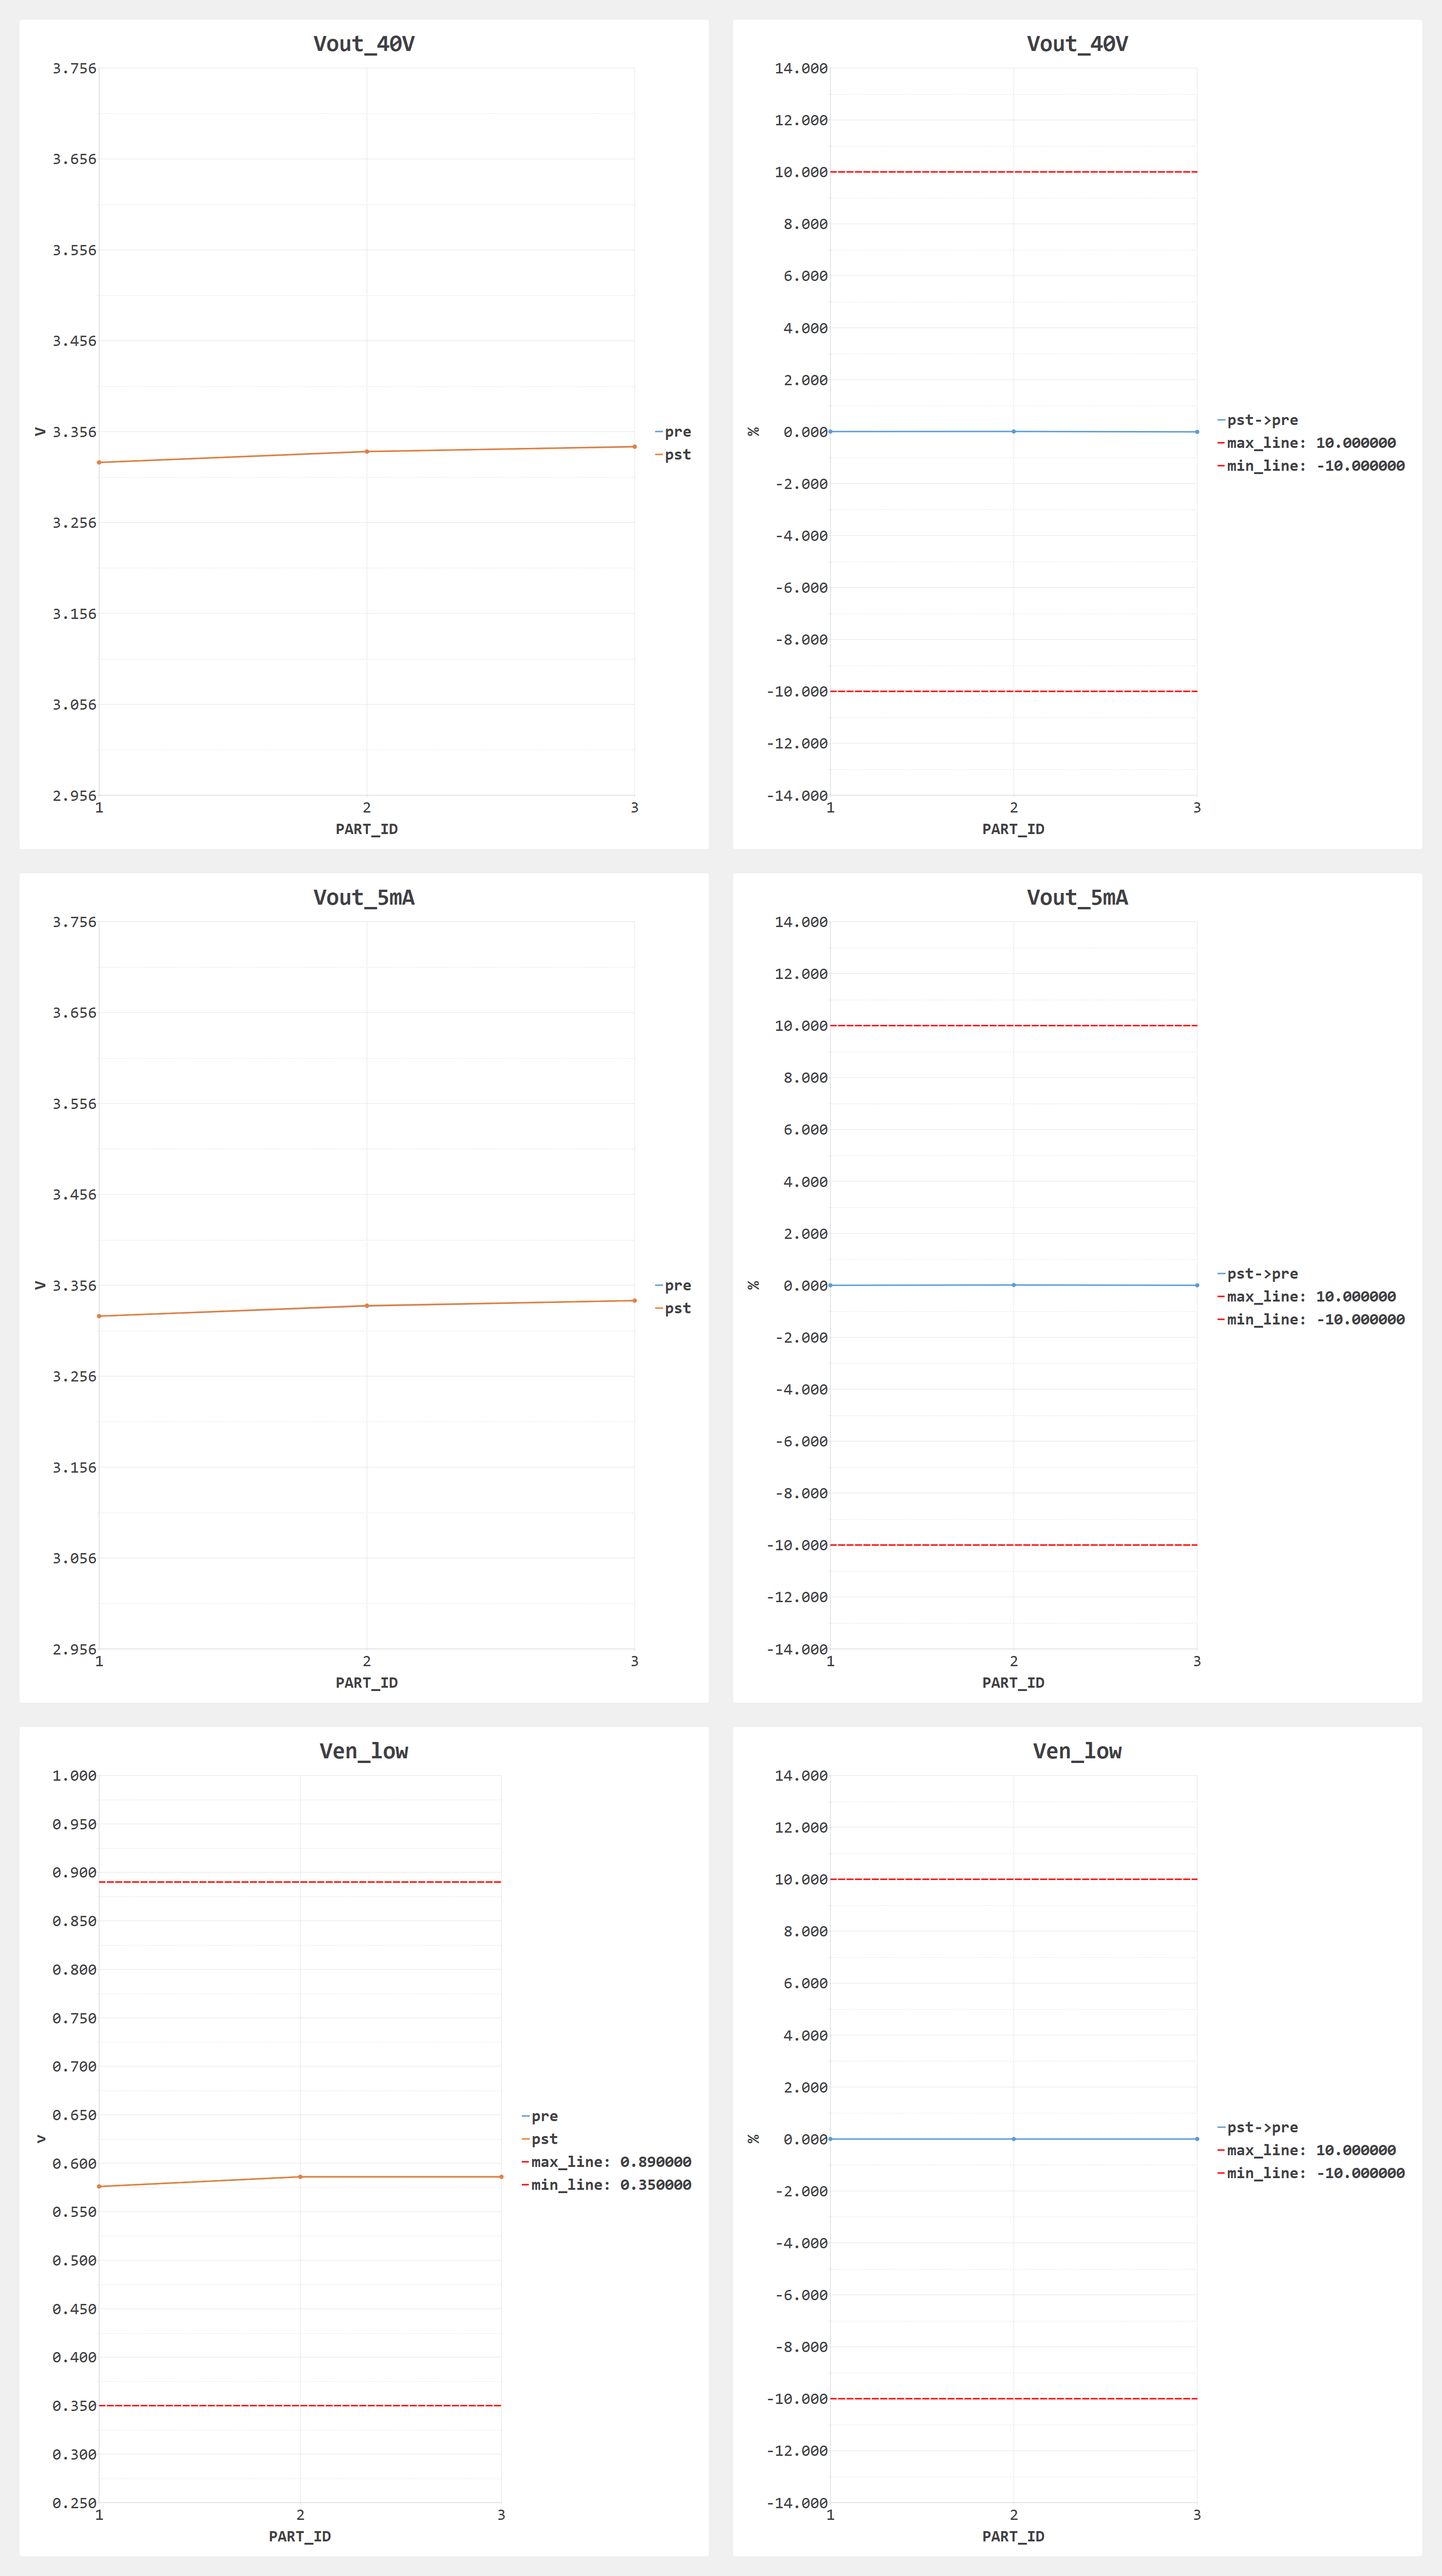 Vout_40V
3.756
3.656
3.556
3.456
3.356
3.256
3.156
3.056
2.956
V
1 2 3
PART_ID
pre
pst
Vout_40V
14.000
12.000
10.000
8.000
6.000
4.000
2.000
0.000
-2.000
-4.000
-6.000
-8.000
-10.000
-12.000
-14.000
%
1 2 3
PART_ID
pst->pre
max_line: 10.000000
min_line: -10.000000
Vout_5mA
3.756
3.656
3.556
3.456
3.356
3.256
3.156
3.056
2.956
V
1 2 3
PART_ID
pre
pst
Vout_5mA
14.000
12.000
10.000
8.000
6.000
4.000
2.000
0.000
-2.000
-4.000
-6.000
-8.000
-10.000
-12.000
-14.000
%
1 2 3
PART_ID
pst->pre
max_line: 10.000000
min_line: -10.000000
Ven_low
1.000
0.950
0.900
0.850
0.800
0.750
0.700
0.650
0.600
0.550
0.500
0.450
0.400
0.350
0.300
0.250
V
1 2 3
PART_ID
pre
pst
max_line: 0.890000
min_line: 0.350000
Ven_low
14.000
12.000
10.000
8.000
6.000
4.000
2.000
0.000
-2.000
-4.000
-6.000
-8.000
-10.000
-12.000
-14.000
%
1 2 3
PART_ID
pst->pre
max_line: 10.000000
min_line: -10.000000